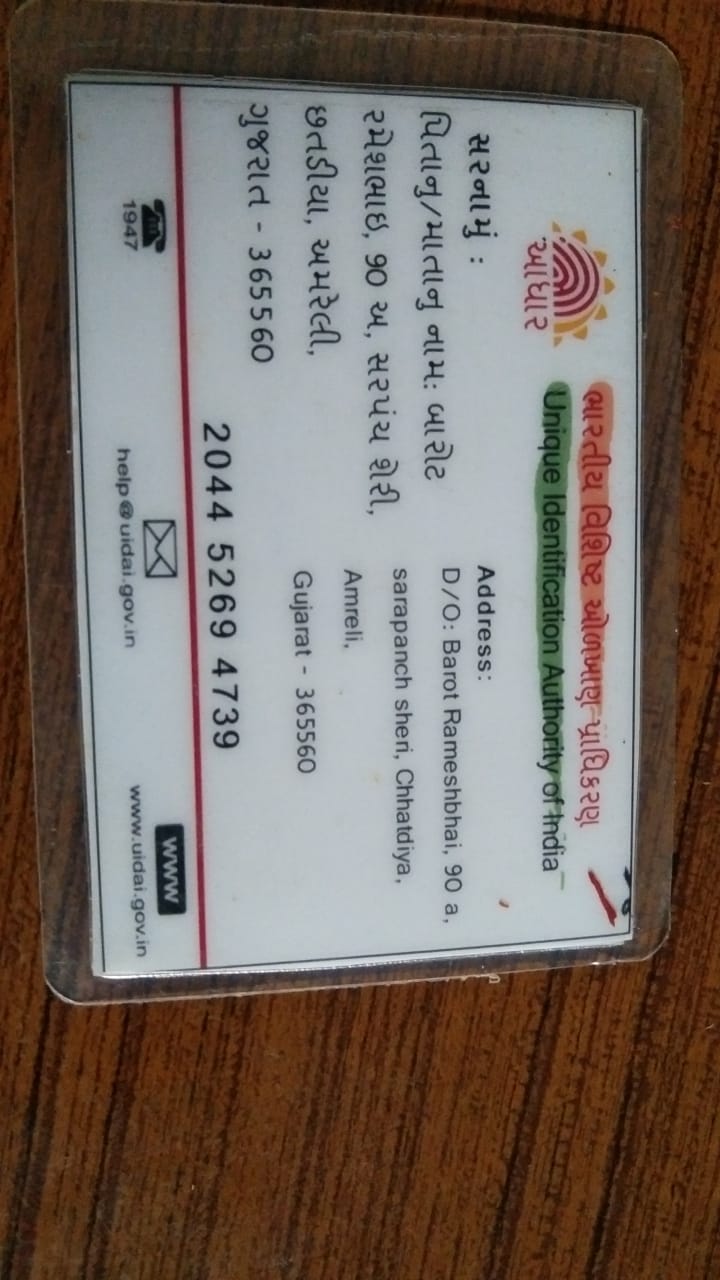 ભારતીય વિશિષ્ટ ઓળખાણ પ્રાધિકરણ
Unique Identification Authority of India
આધાર
સરનામું :
પિતાનુ/માતાનુ નામ: બારોટ
રમેશભાઇ, 90 અ, સરપંચ શેરી,
છતડીયા, અમરેલી,
ગુજરાત - 365560
Address:
D/O: Barot Rameshbhai, 90 a,
sarapanch sheri, Chhatdiya,
Amreli,
Gujarat - 365560
2044 5269 4739
1947
help@uidai.gov.in
www
www.uidai.gov.in